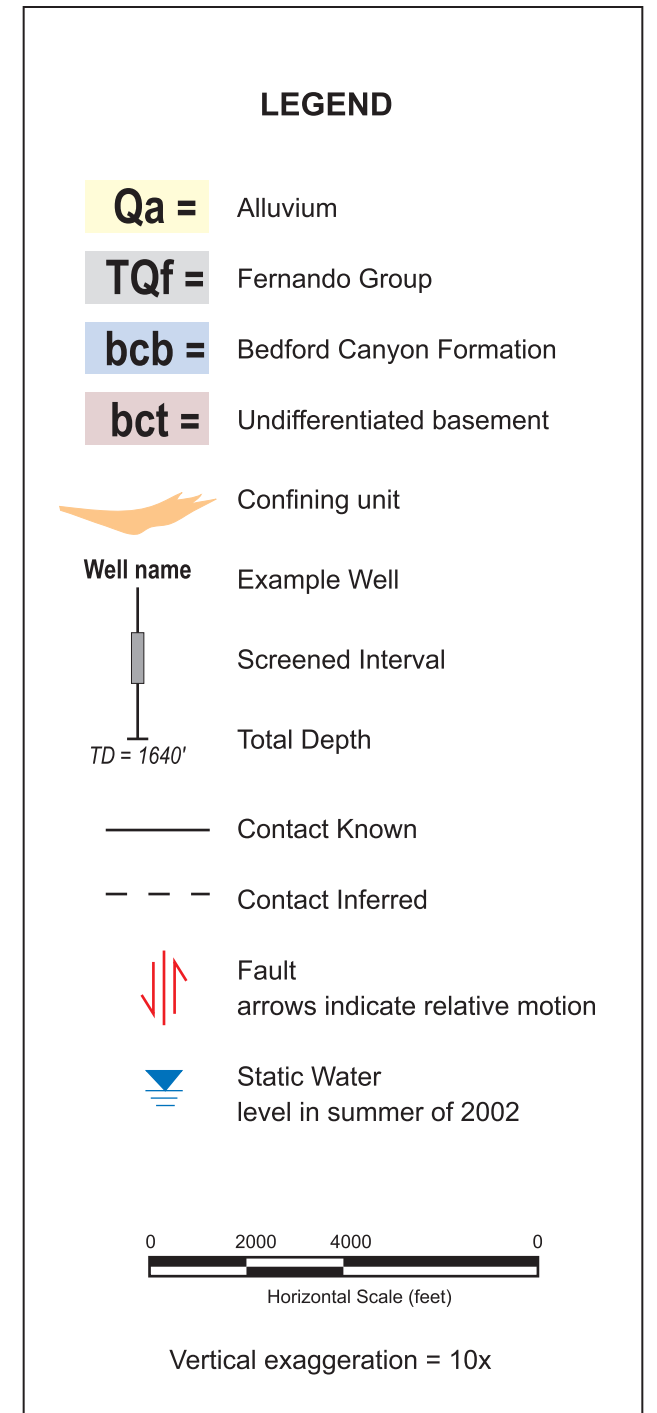 LEGEND
Qa = Alluvium
TQf = Fernando Group
bcb = Bedford Canyon Formation
bct = Undifferentiated basement
Confining unit
Well name Example Well
Screened Interval
Total Depth
TD = 1640'
Contact Known
Contact Inferred
Fault
arrows indicate relative motion
Static Water
level in summer of 2002
0 2000 4000 0
Horizontal Scale (feet)
Vertical exaggeration = 10x